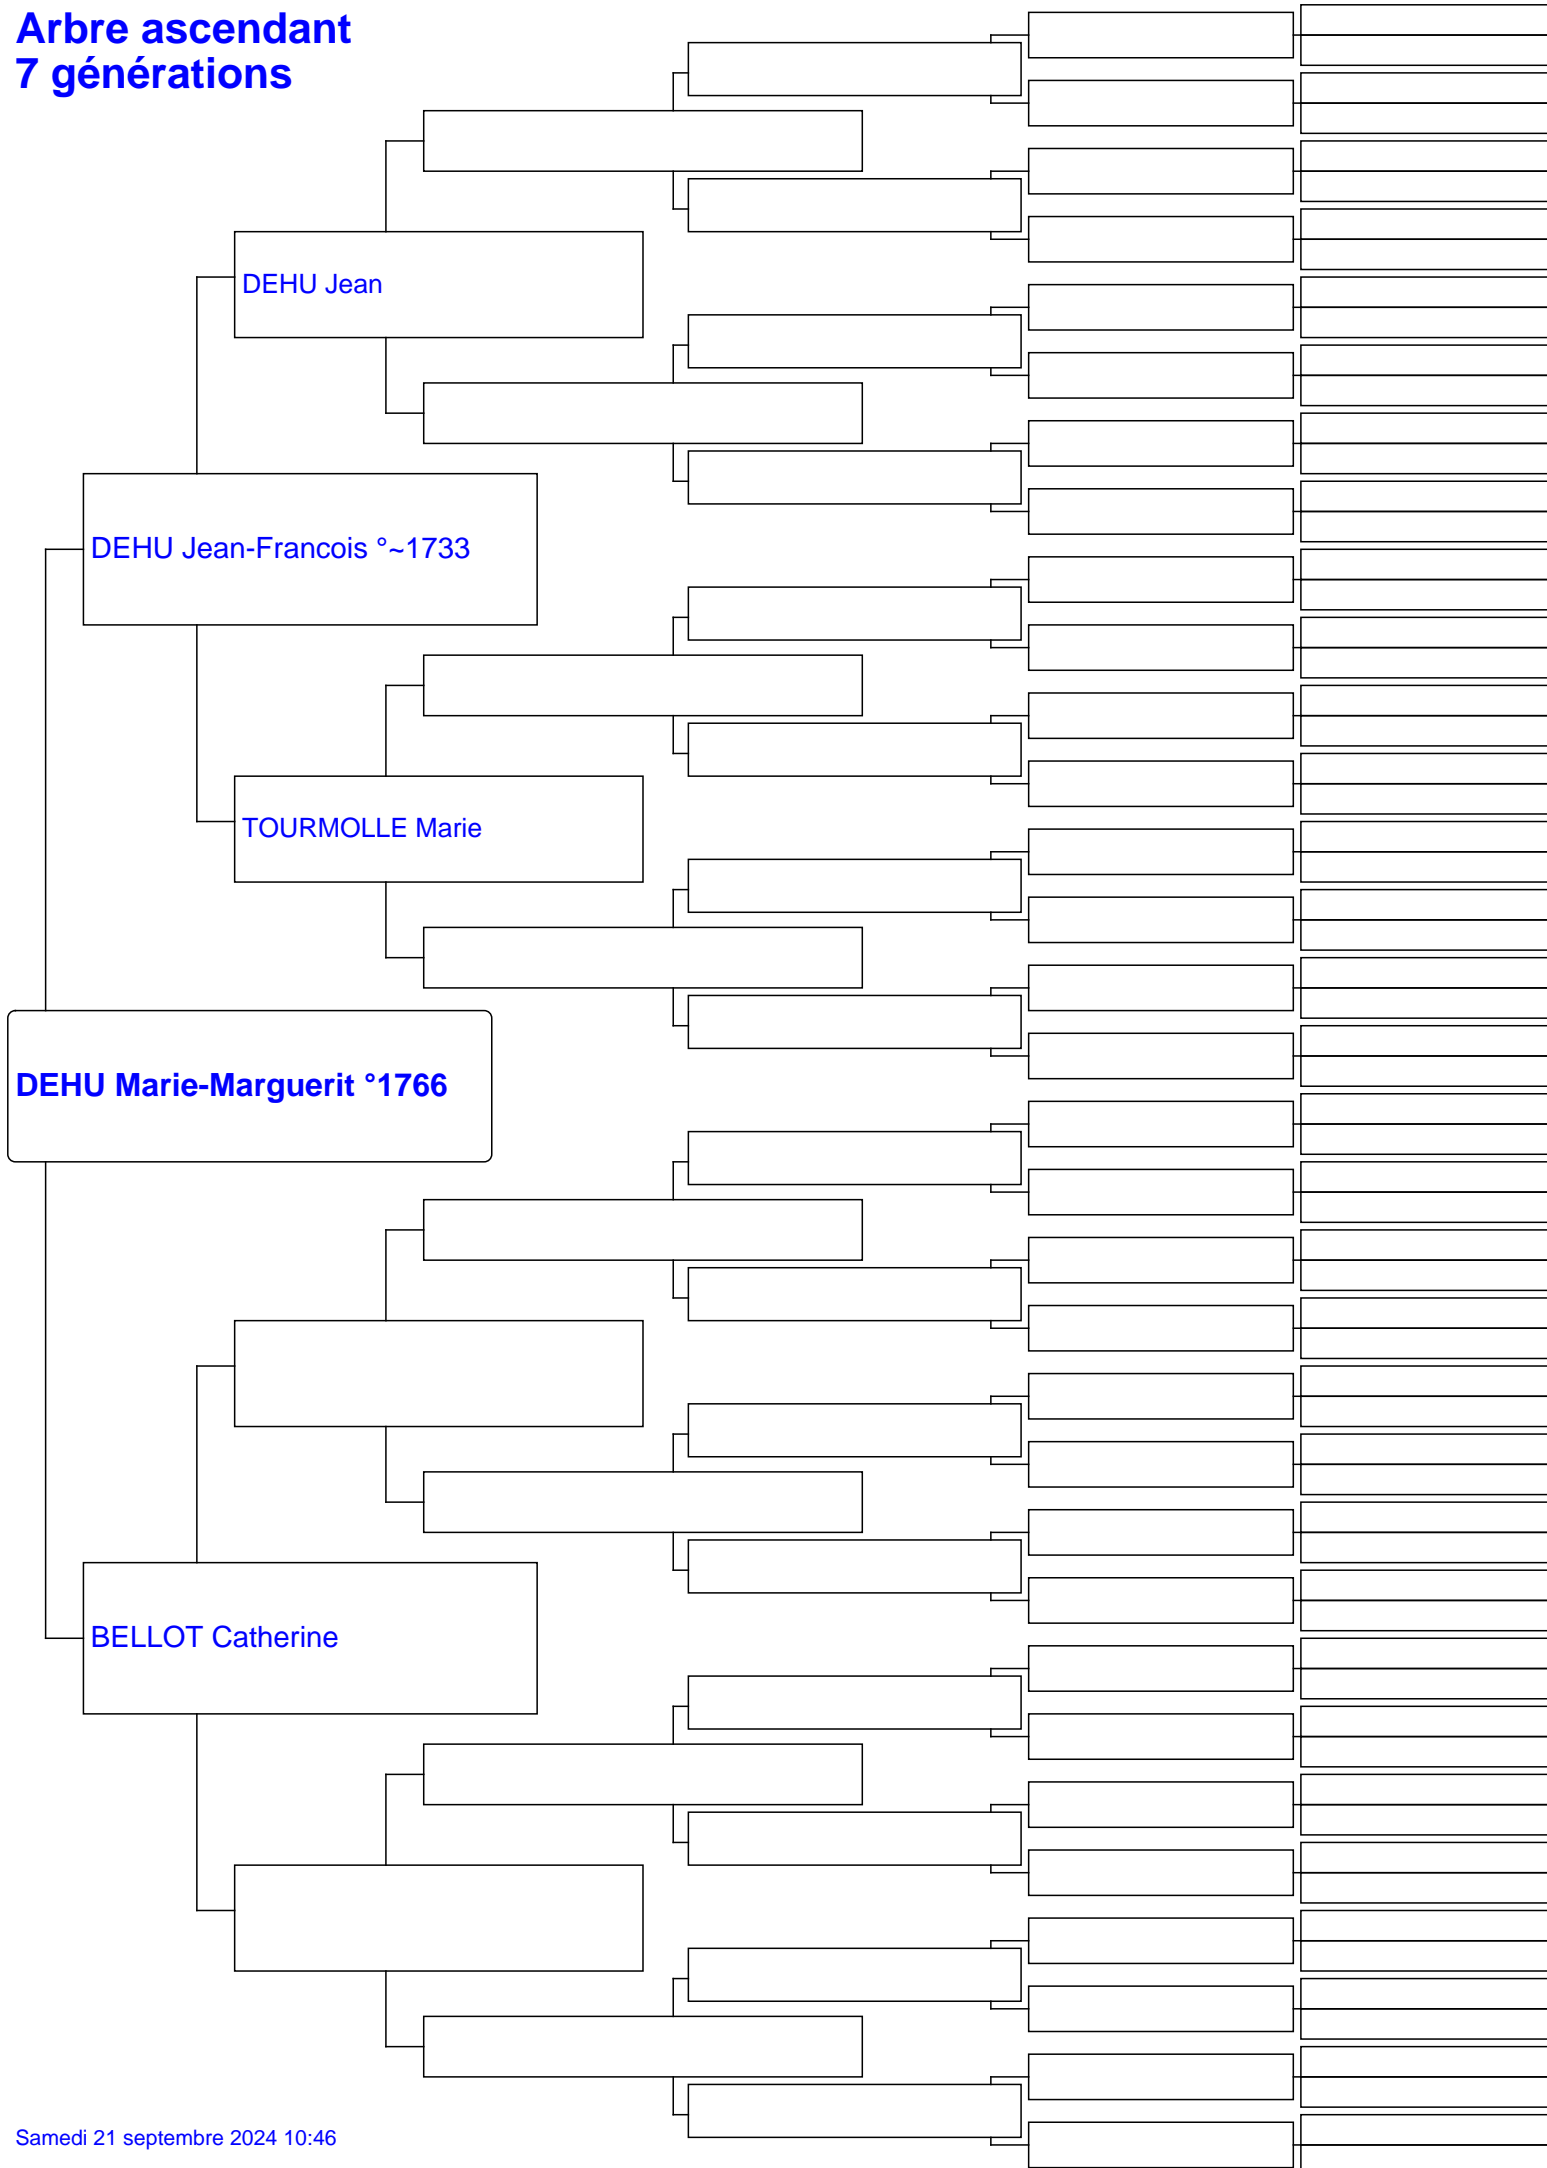 Arbre ascendant
7 générations
DEHU Jean
DEHU Jean-Francois °~1733
TOURMOLLE Marie
DEHU Marie-Marguerit °1766
BELLOT Catherine
Samedi 21 septembre 2024 10:46